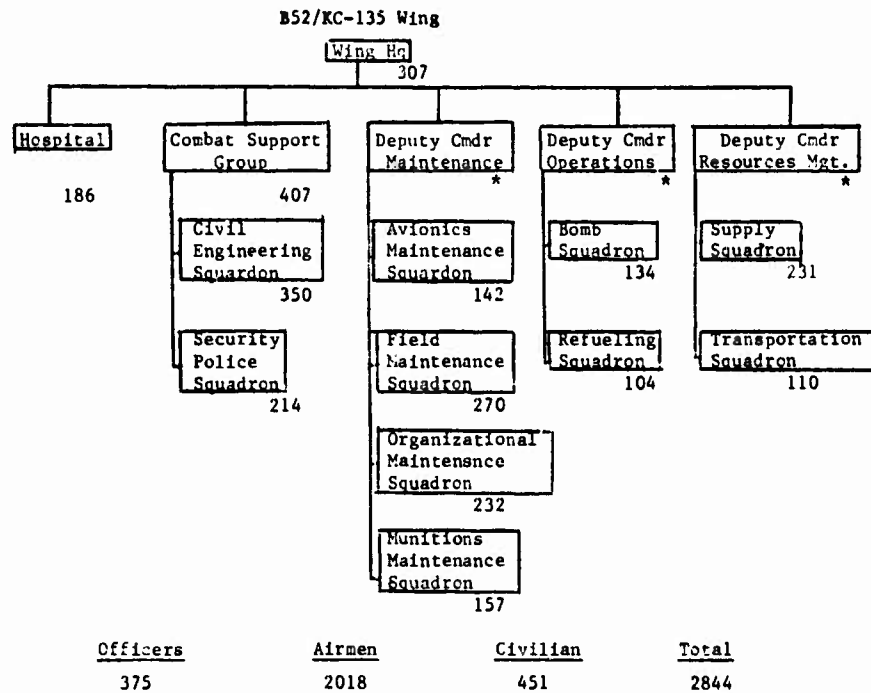 B52/KC-135 Wing
Wing Hq
307
Hospital
186
Combat Support
Group
407
Civil
Engineering
Squardon
350
Security
Police
Squadron
214
Deputy Cmdr
Maintenance
*
Avionics
Maintenance
Squardon
142
Field
Maintenance
Squadron
270
Organizational
Maintensnce
Squadron
232
Munitions
Maintenance
Squadron
157
Deputy Cmdr
Operations
*
Bomb
Squadron
134
Refueling
Squadron
104
Deputy Cmdr
Resources Mgt.
*
Supply
Squadron
231
Transportation
Squadron
110
Officers Airmen Civilian Total
375 2018 451 2844